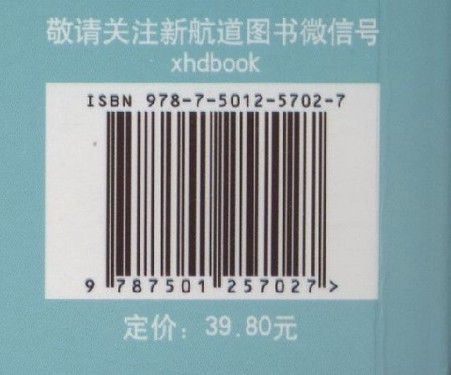 敬请关注新航道图书微信号
xhdbook
ISBN 978-7-5012-5702-7
9 787501 257027 >
定价：39.80元